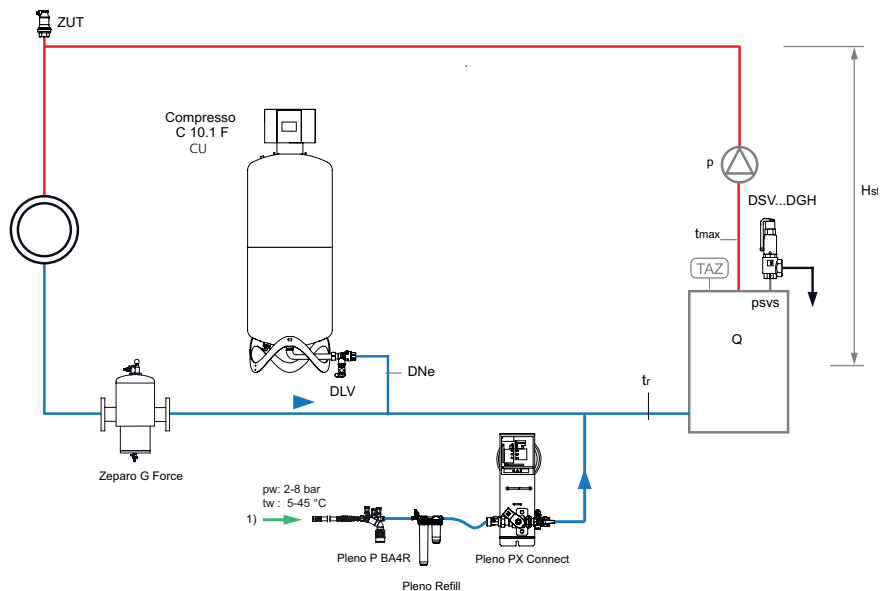 ZUT
Compresso
C 10.1 F
CU
p
Hst
DSV...DGH
tmax
TAZ
psvs
Q
DNe
DLV
tr
Zeparo G Force
pw: 2-8 bar
tw : 5-45 °C
1)
Pleno P BA4R
Pleno PX Connect
Pleno Refill